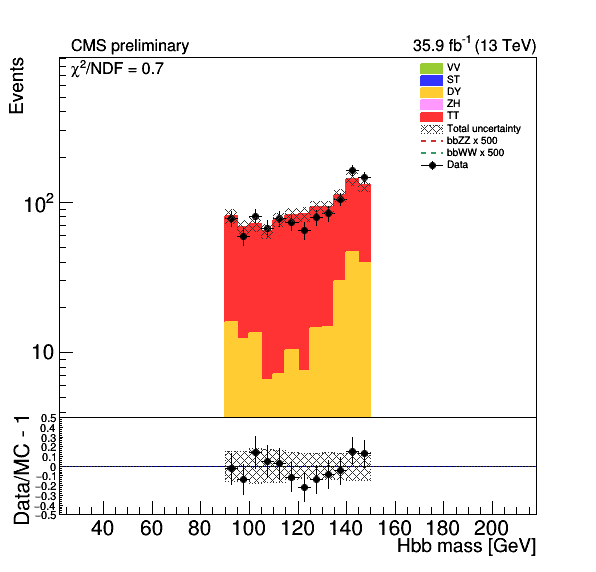 CMS preliminary 35.9 fb⁻¹ (13 TeV)
χ²/NDF = 0.7
Events
VV
ST
DY
ZH
TT
Total uncertainty
bbZZ x 500
bbWW x 500
Data
10²
10
Data/MC - 1
0.5
0.4
0.3
0.2
0.1
0
−0.1
−0.2
−0.3
−0.4
−0.5
40 60 80 100 120 140 160 180 200
Hbb mass [GeV]